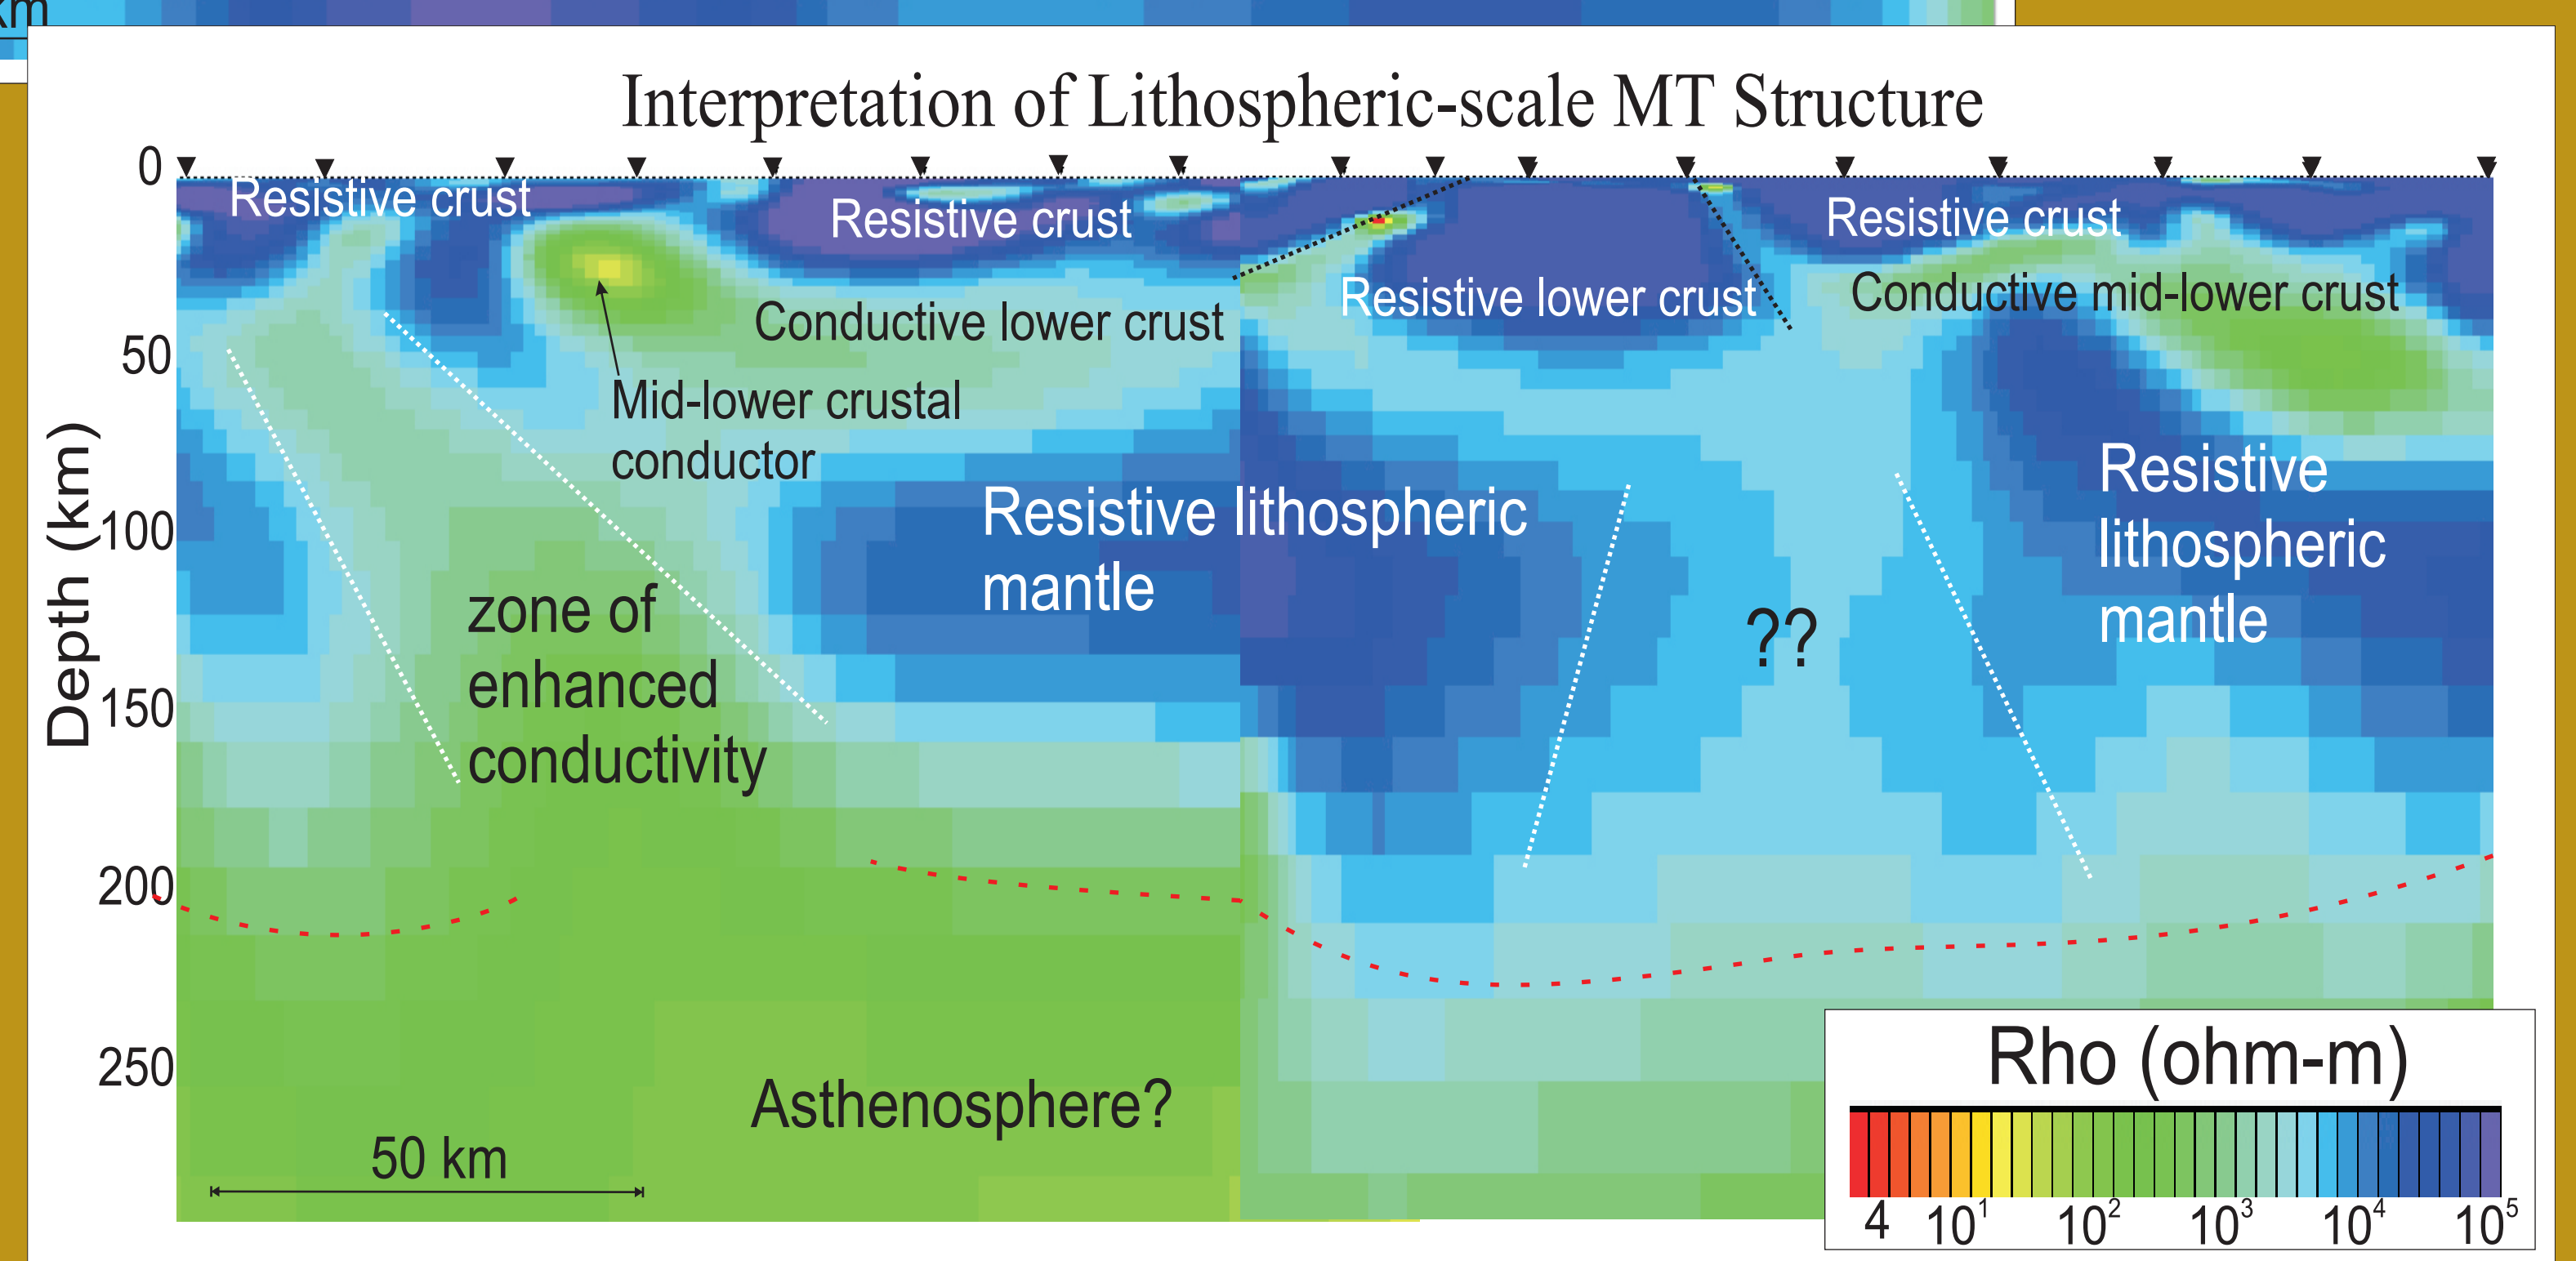 km
Interpretation of Lithospheric-scale MT Structure
0
Resistive crust
Resistive crust
Resistive crust
Resistive lower crust
Conductive mid-lower crust
Conductive lower crust
50
Mid-lower crustal
conductor
Depth (km)
100
Resistive lithospheric
mantle
Resistive
lithospheric
mantle
zone of
enhanced
conductivity
??
150
200
250
Asthenosphere?
50 km
Rho (ohm-m)
4 10¹ 10² 10³ 10⁴ 10⁵